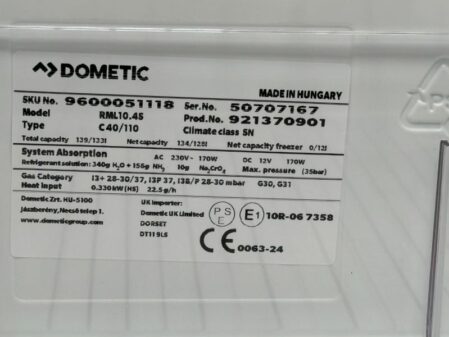 DOMETIC
MADE IN HUNGARY
SKU No. 9600051118 Ser.No. 50707167
Model RML10.4S Prod.No. 921370901
Type C40/110 Climate class SN
Total capacity 139/133l Net capacity 134/128l Net capacity freezer 0/12l
System Absorption AC 230V~ 170W DC 12V 170W
Refrigerant solution: 340g H2O + 156g NH3 10g Na2CrO4 Max. pressure (35bar)
Gas Category I3+ 28-30/37, I3P 37, I3B/P 28-30 mbar G30, G31
Heat input 0.330kW (HS) 22.5g/h
Dometic Zrt. HU-5100
Jászberény, Necső telep 1.
www.dometicgroup.com
UK Importer:
Dometic UK Limited
DORSET
DT11 9LS
PS
E
E1 10R-06 7358
CE 0063-24